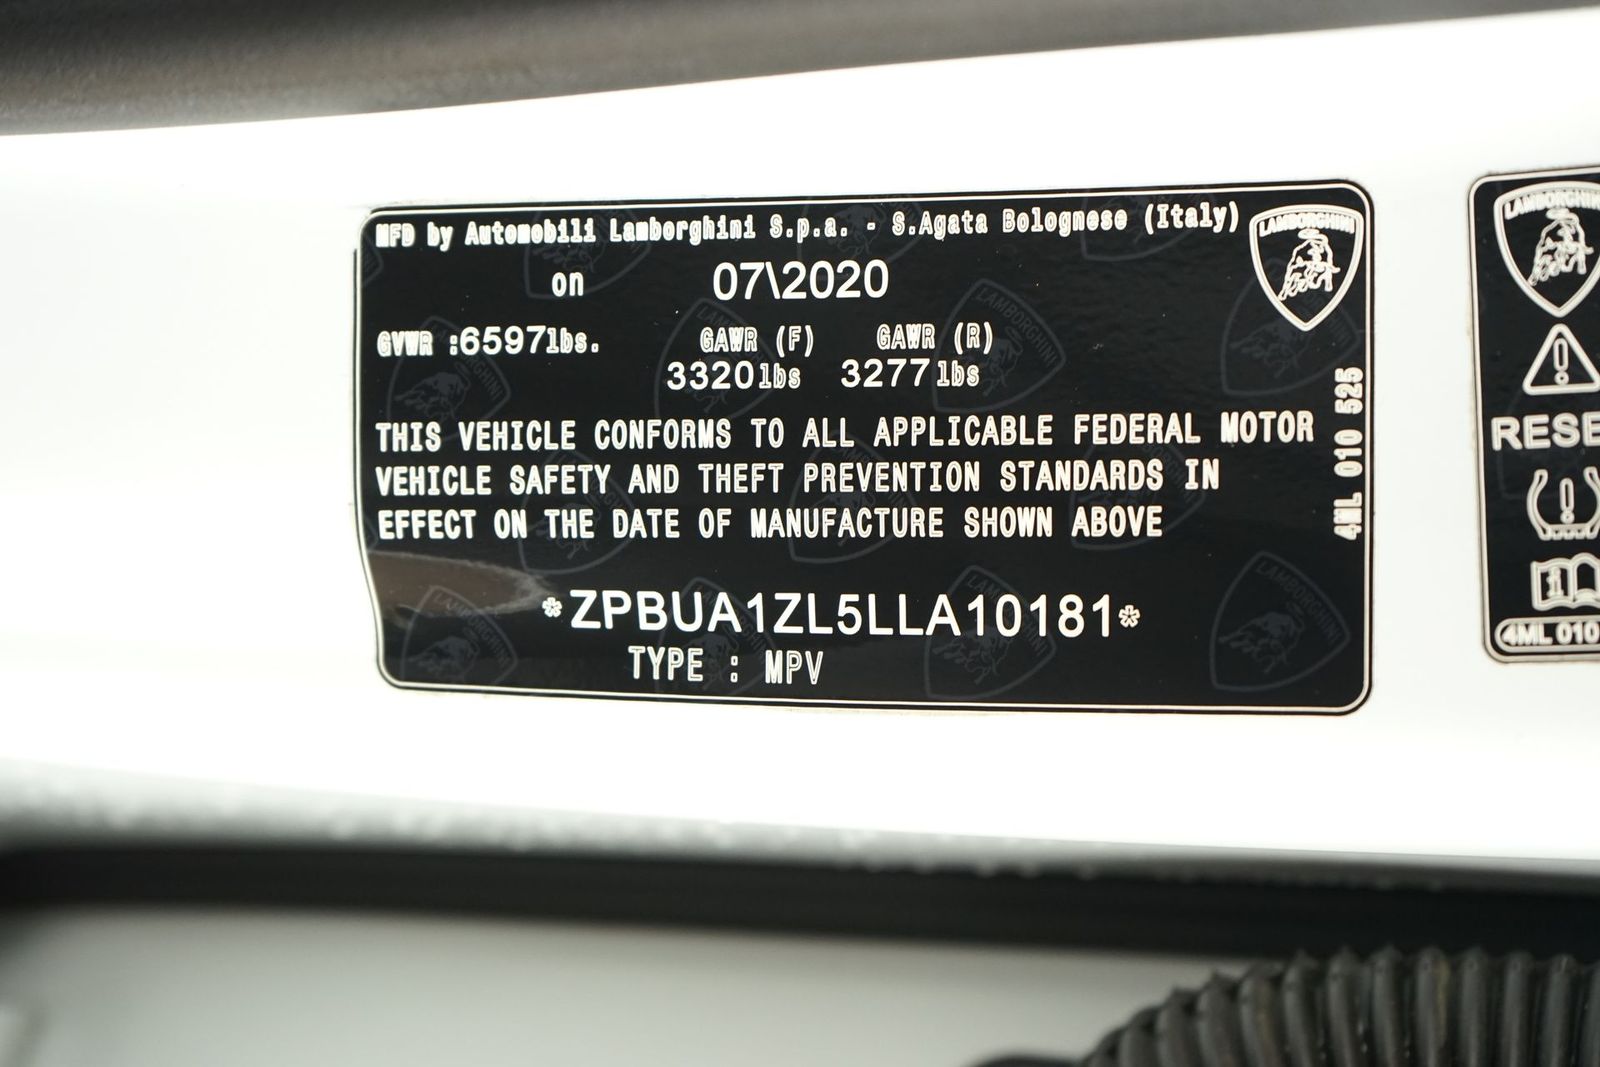 MFD by Automobili Lamborghini S.p.a. - S.Agata Bolognese (Italy)
LAMBORGHINI
on 07\2020
GVWR :6597lbs. GAWR (F) GAWR (R)
3320lbs 3277lbs
THIS VEHICLE CONFORMS TO ALL APPLICABLE FEDERAL MOTOR
VEHICLE SAFETY AND THEFT PREVENTION STANDARDS IN
EFFECT ON THE DATE OF MANUFACTURE SHOWN ABOVE
*ZPBUA1ZL5LLA10181*
TYPE : MPV
4ML 010 525
LAMBORGHINI
RESE
4ML 010